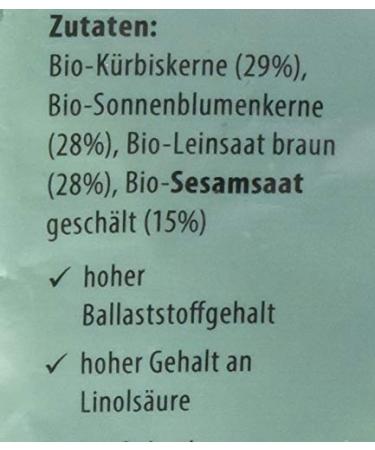 Zutaten:
Bio-Kürbiskerne (29%),
Bio-Sonnenblumenkerne
(28%), Bio-Leinsaat braun
(28%), Bio-Sesamsaat
geschält (15%)
✓ hoher
Ballaststoffgehalt
✓ hoher Gehalt an
Linolsäure